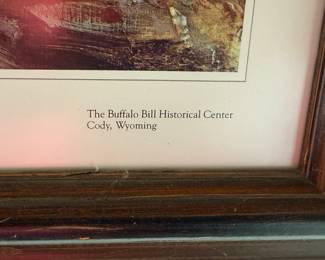 The Buffalo Bill Historical Center
Cody, Wyoming